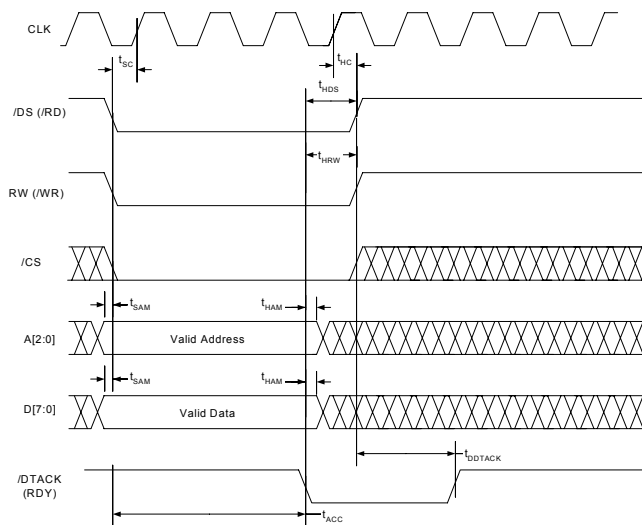 CLK
tSC
tHC
tHDS
/DS (/RD)
tHRW
RW (/WR)
/CS
tSAM
tHAM
A[2:0]
Valid Address
tSAM
tHAM
D[7:0]
Valid Data
tDDTACK
/DTACK
(RDY)
tACC